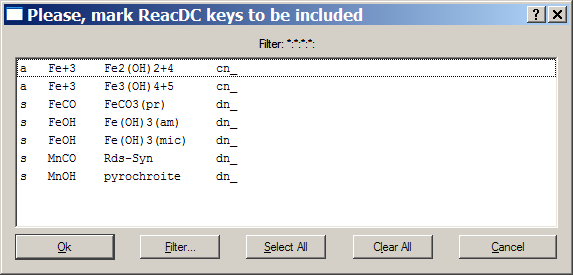 Please, mark ReacDC keys to be included
Filter: *:*:*:*:
a Fe+3 Fe2(OH)2+4 cn_
a Fe+3 Fe3(OH)4+5 cn_
s FeCO FeCO3(pr) dn_
s FeOH Fe(OH)3(am) dn_
s FeOH Fe(OH)3(mic) dn_
s MnCO Rds-Syn dn_
s MnOH pyrochroite dn_
Ok Filter... Select All Clear All Cancel